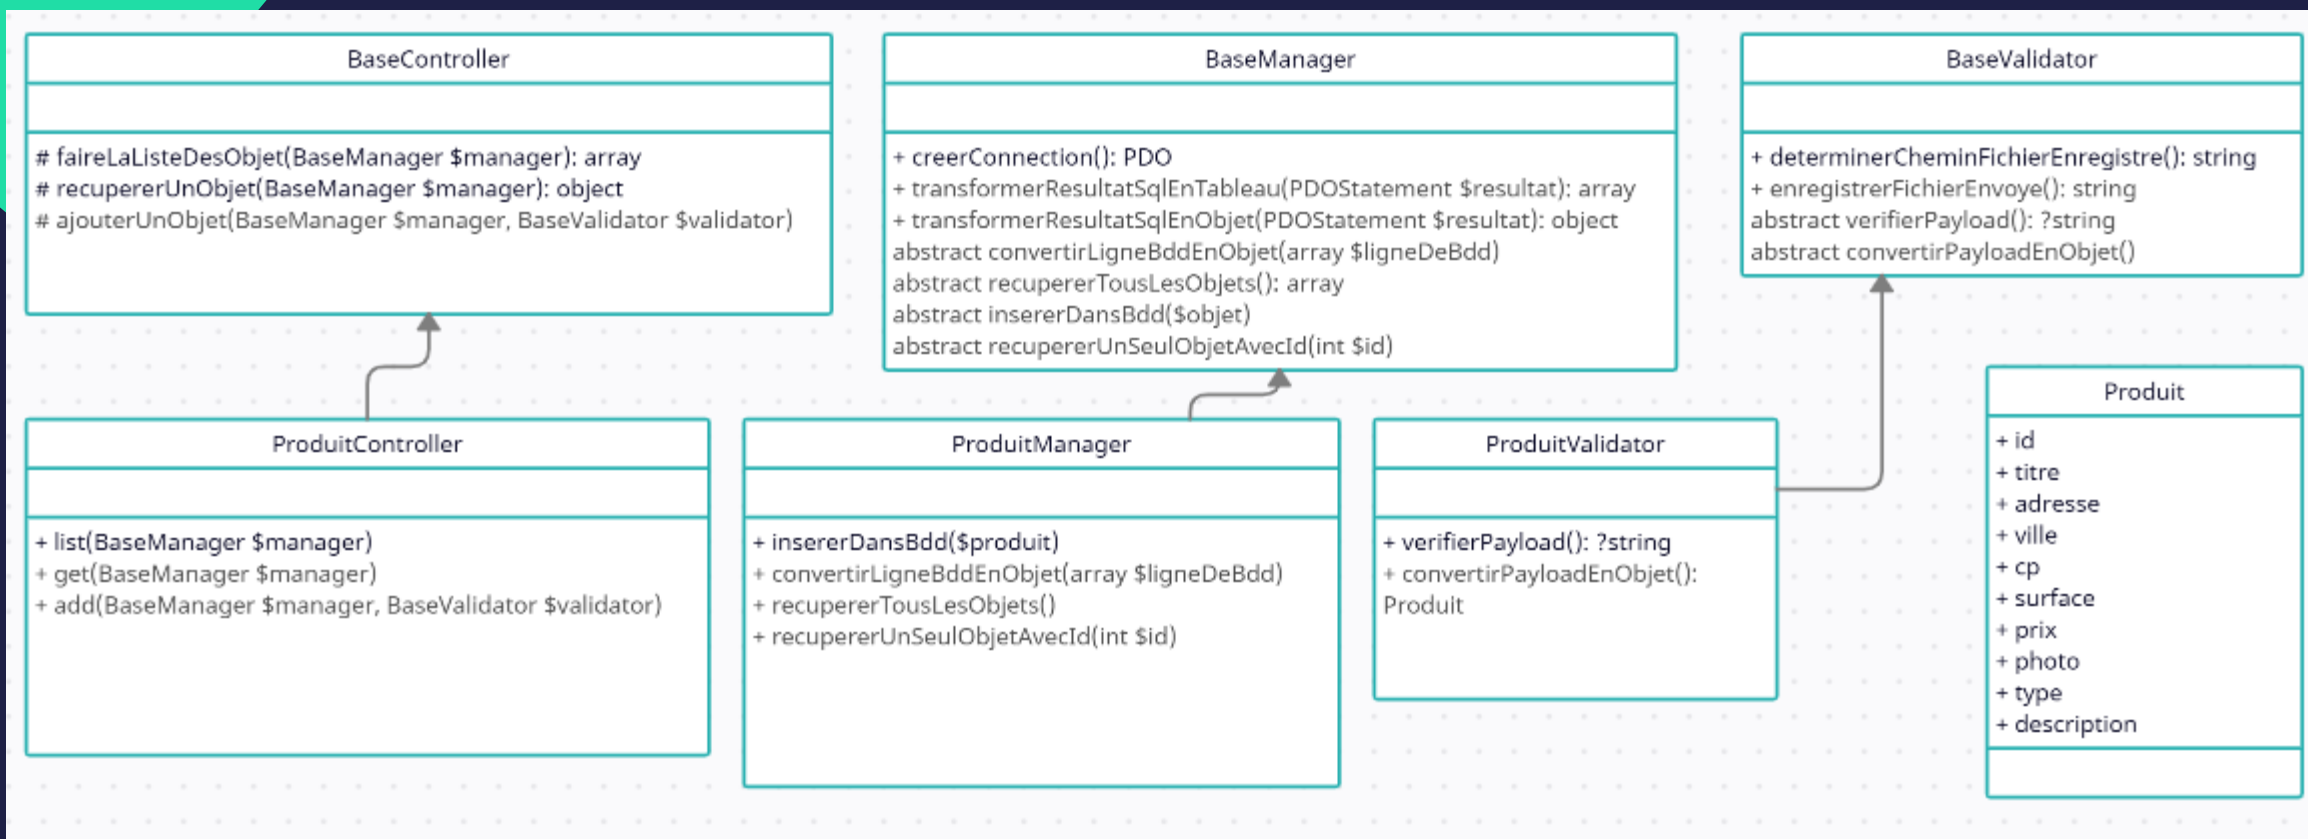 BaseController
# faireLaListeDesObjet(BaseManager $manager): array
# recupererUnObjet(BaseManager $manager): object
# ajouterUnObjet(BaseManager $manager, BaseValidator $validator)
BaseManager
+ creerConnection(): PDO
+ transformerResultatSqlEnTableau(PDOStatement $resultat): array
+ transformerResultatSqlEnObjet(PDOStatement $resultat): object
abstract convertirLigneBddEnObjet(array $ligneDeBdd)
abstract recupererTousLesObjets(): array
abstract insererDansBdd($objet)
abstract recupererUnSeulObjetAvecId(int $id)
BaseValidator
+ determinerCheminFichierEnregistre(): string
+ enregistrerFichierEnvoye(): string
abstract verifierPayload(): ?string
abstract convertirPayloadEnObjet()
ProduitController
+ list(BaseManager $manager)
+ get(BaseManager $manager)
+ add(BaseManager $manager, BaseValidator $validator)
ProduitManager
+ insererDansBdd($produit)
+ convertirLigneBddEnObjet(array $ligneDeBdd)
+ recupererTousLesObjets()
+ recupererUnSeulObjetAvecId(int $id)
ProduitValidator
+ verifierPayload(): ?string
+ convertirPayloadEnObjet():
Produit
Produit
+ id
+ titre
+ adresse
+ ville
+ cp
+ surface
+ prix
+ photo
+ type
+ description